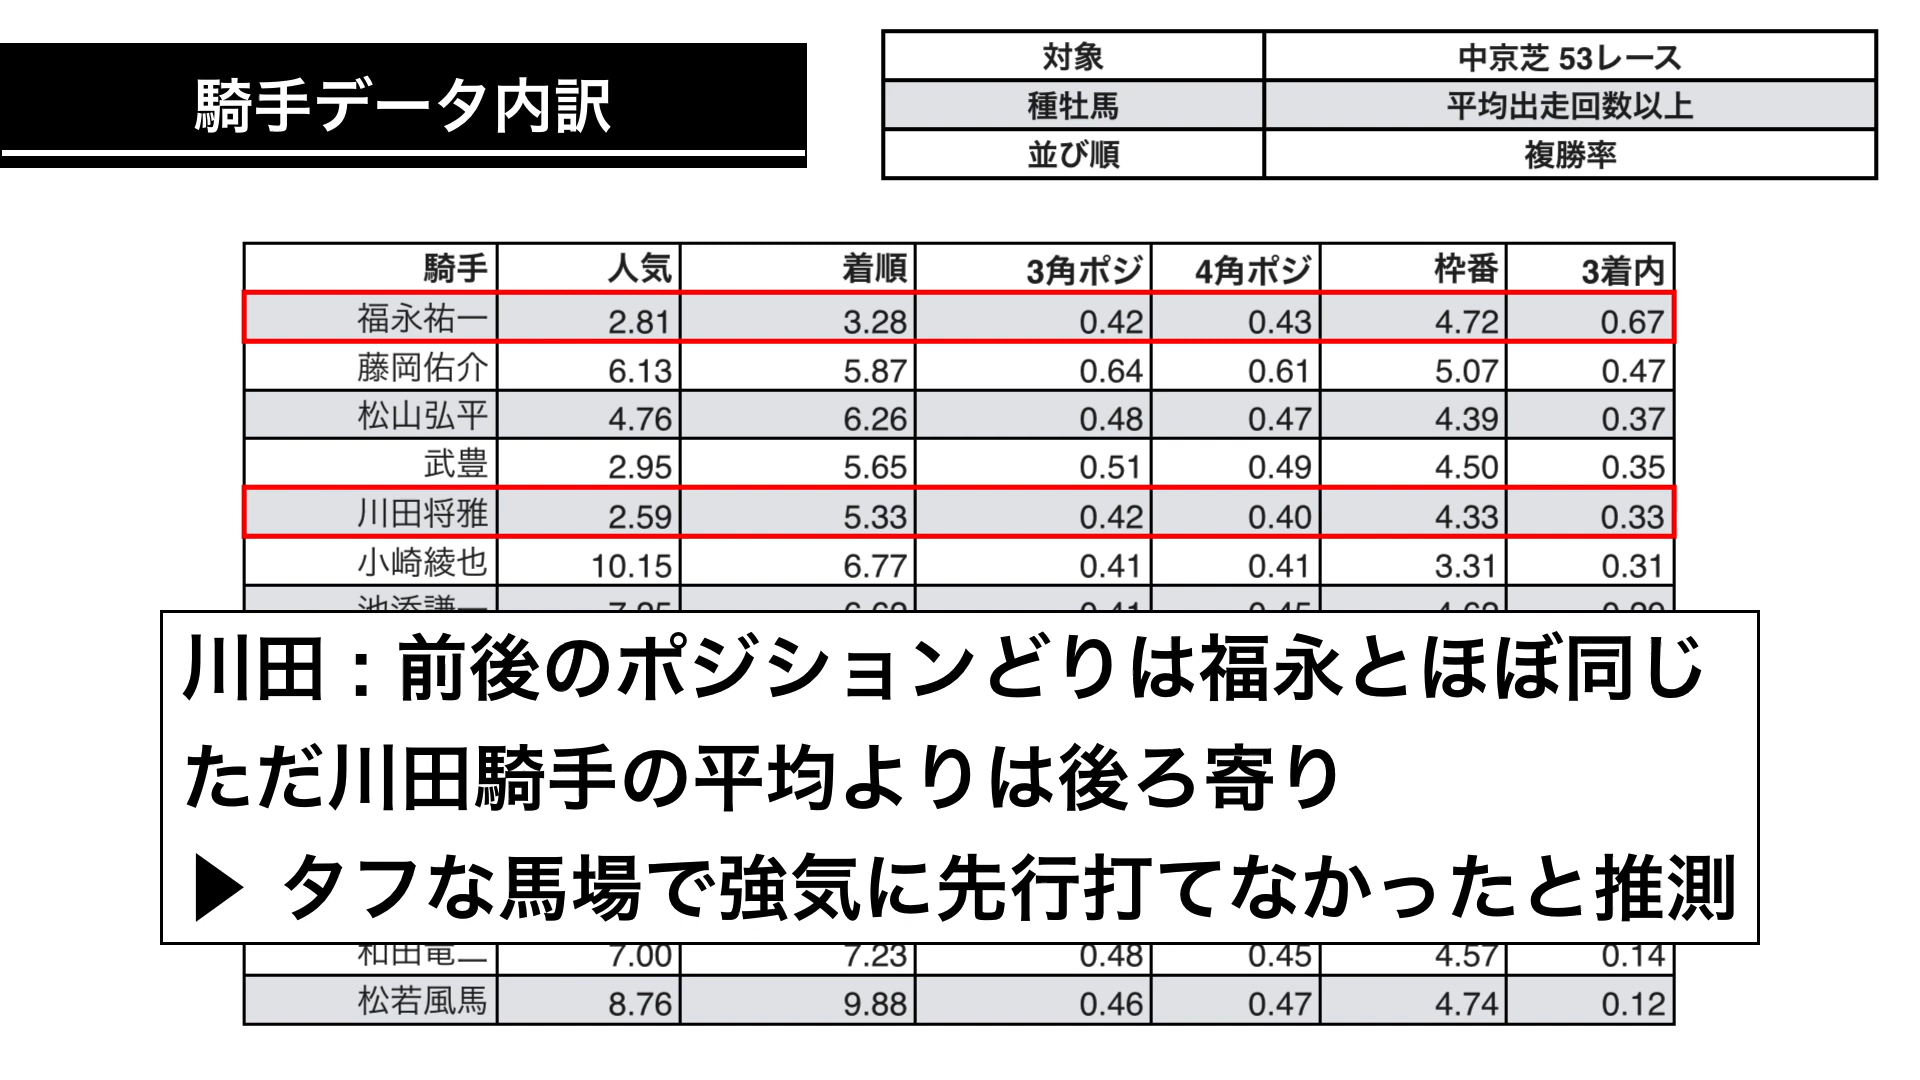 騎手データ内訳
対象 中京芝 53レース
種牡馬 平均出走回数以上
並び順 複勝率
騎手 人気 着順 3角ポジ 4角ポジ 枠番 3着内
福永祐一 2.81 3.28 0.42 0.43 4.72 0.67
藤岡佑介 6.13 5.87 0.64 0.61 5.07 0.47
松山弘平 4.76 6.26 0.48 0.47 4.39 0.37
武豊 2.95 5.65 0.51 0.49 4.50 0.35
川田将雅 2.59 5.33 0.42 0.40 4.33 0.33
小崎綾也 10.15 6.77 0.41 0.41 3.31 0.31
池添謙一
川田：前後のポジションどりは福永とほぼ同じ
ただ川田騎手の平均よりは後ろ寄り
▶ タフな馬場で強気に先行打てなかったと推測
和田竜二 7.00 7.23 0.48 0.45 4.57 0.14
松若風馬 8.76 9.88 0.46 0.47 4.74 0.12